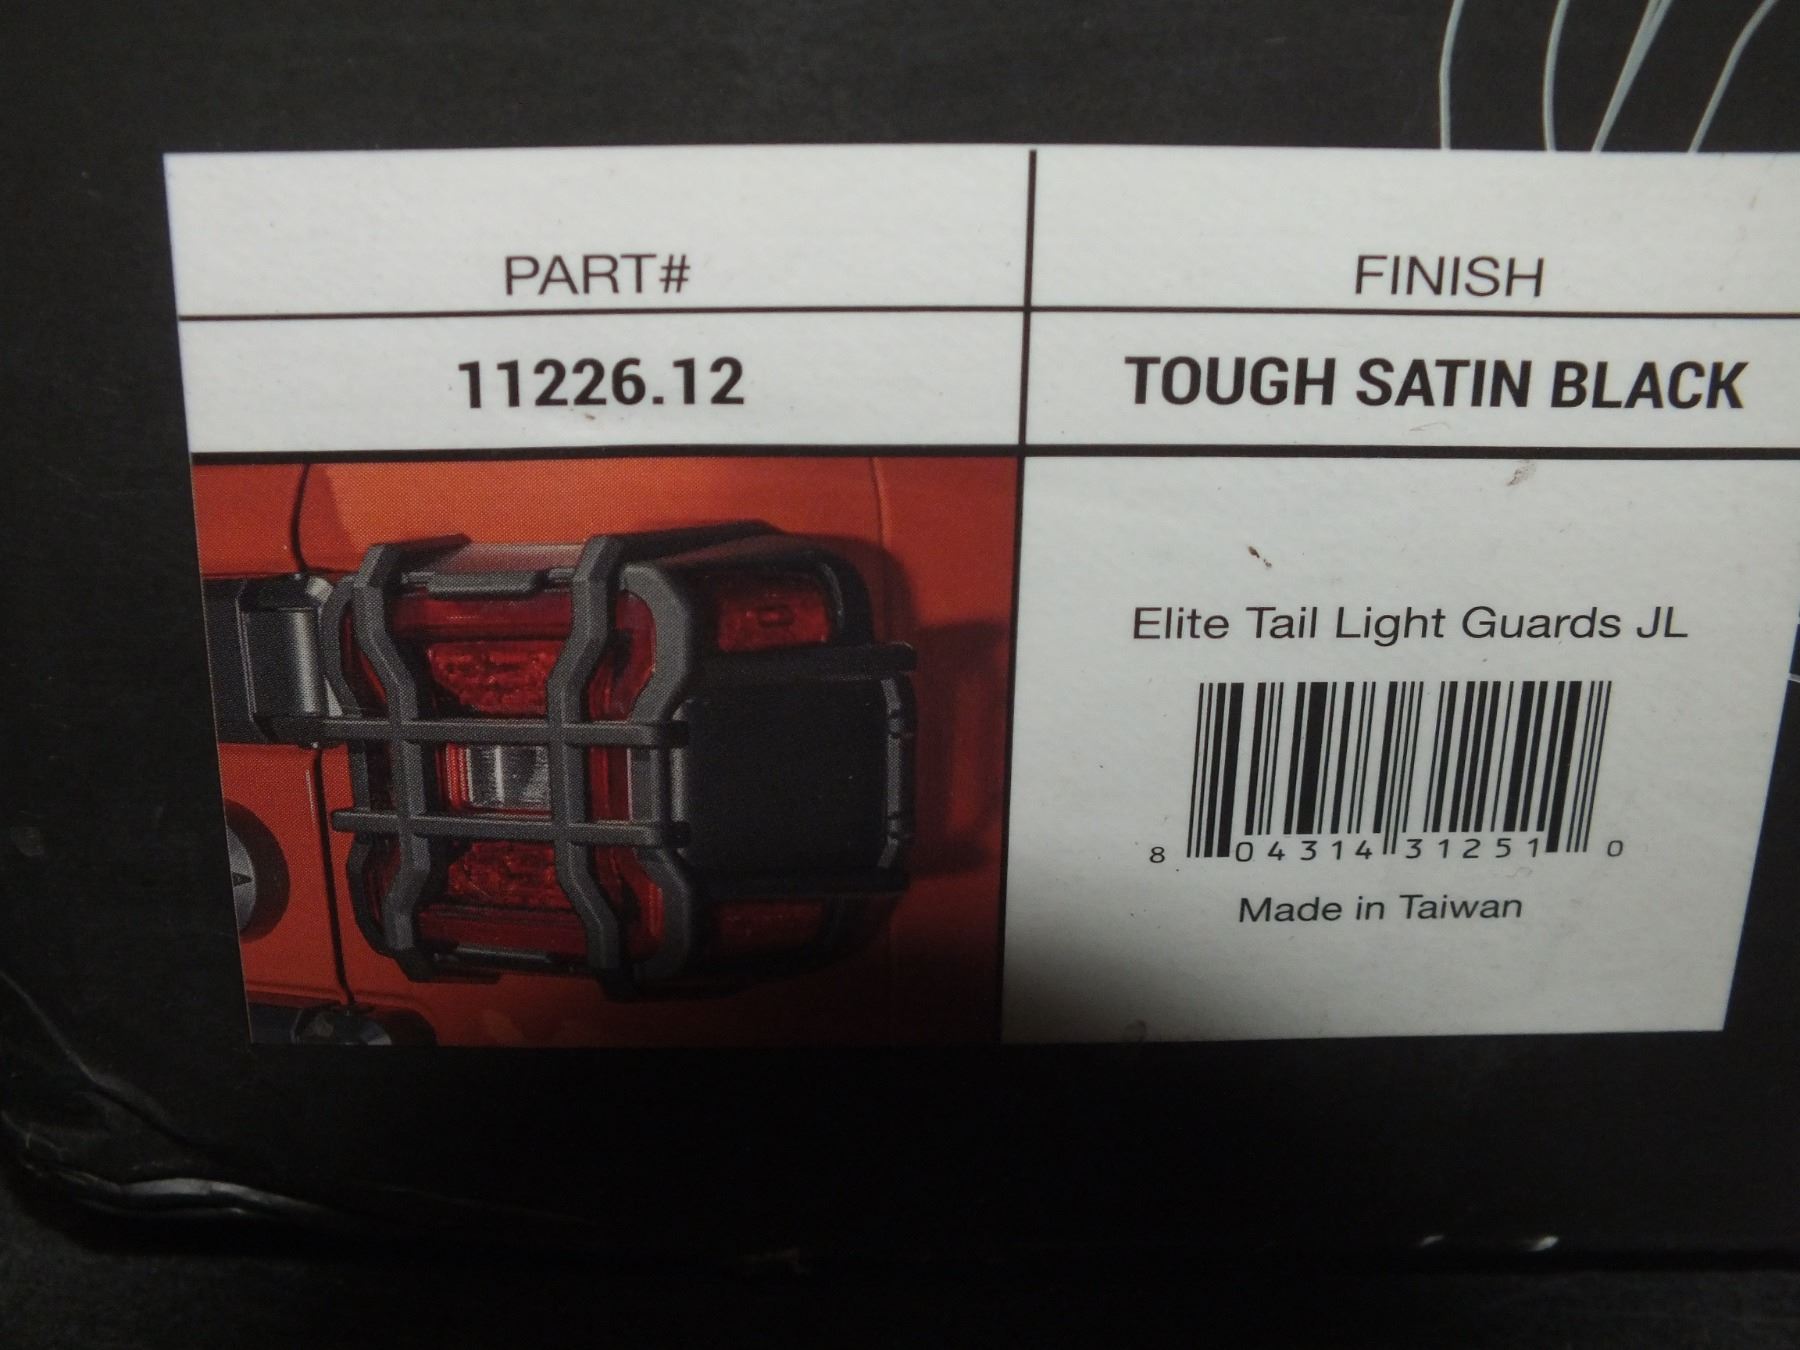 PART#
FINISH
11226.12
TOUGH SATIN BLACK
Elite Tail Light Guards JL
8 04314 31251 0
Made in Taiwan